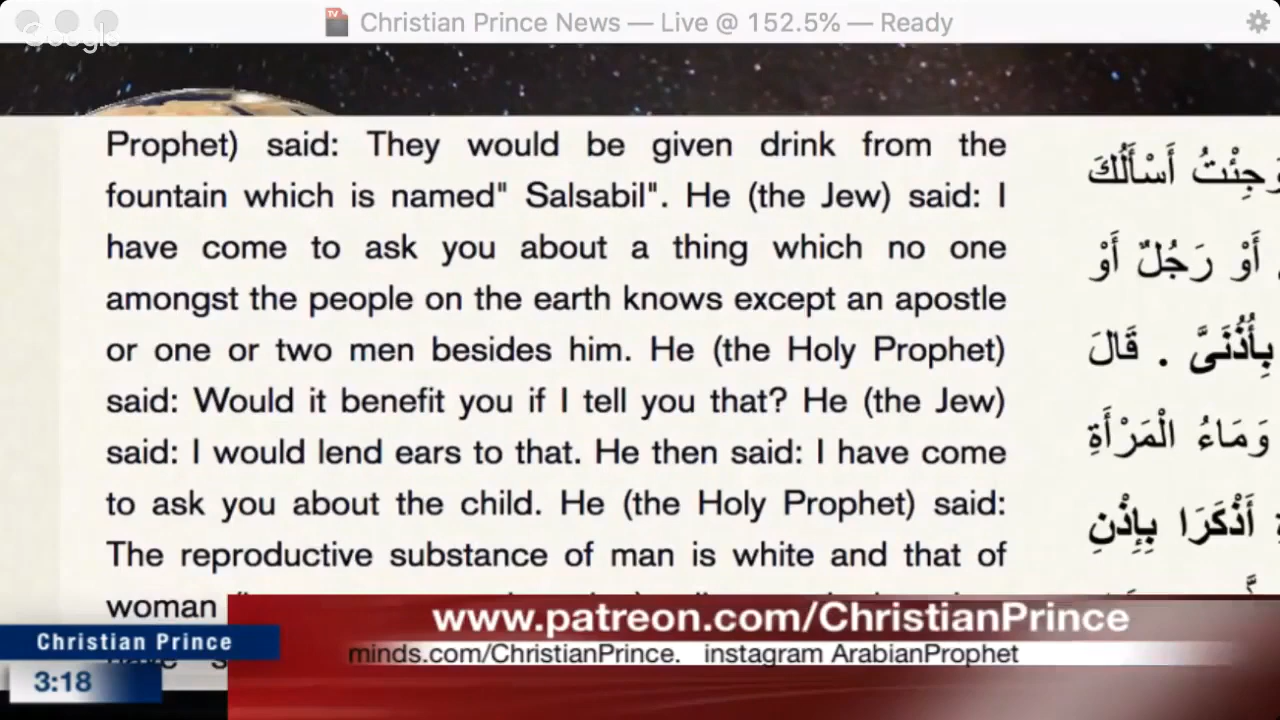 Christian Prince News — Live @ 152.5% — Ready
Google
Prophet) said: They would be given drink from the
fountain which is named" Salsabil". He (the Jew) said: I
have come to ask you about a thing which no one
amongst the people on the earth knows except an apostle
or one or two men besides him. He (the Holy Prophet)
said: Would it benefit you if I tell you that? He (the Jew)
said: I would lend ears to that. He then said: I have come
to ask you about the child. He (the Holy Prophet) said:
The reproductive substance of man is white and that of
woman
وَجِئْتُ أَسْأَلُكَ
أَوْ رَجُلٌ أَوْ
بِأُذُنَىَّ . قَالَ
وَمَاءُ الْمَرْأَةِ
أَذْكَرَا بِإِذْنِ
www.patreon.com/ChristianPrince
Christian Prince
minds.com/ChristianPrince. instagram ArabianProphet
3:18